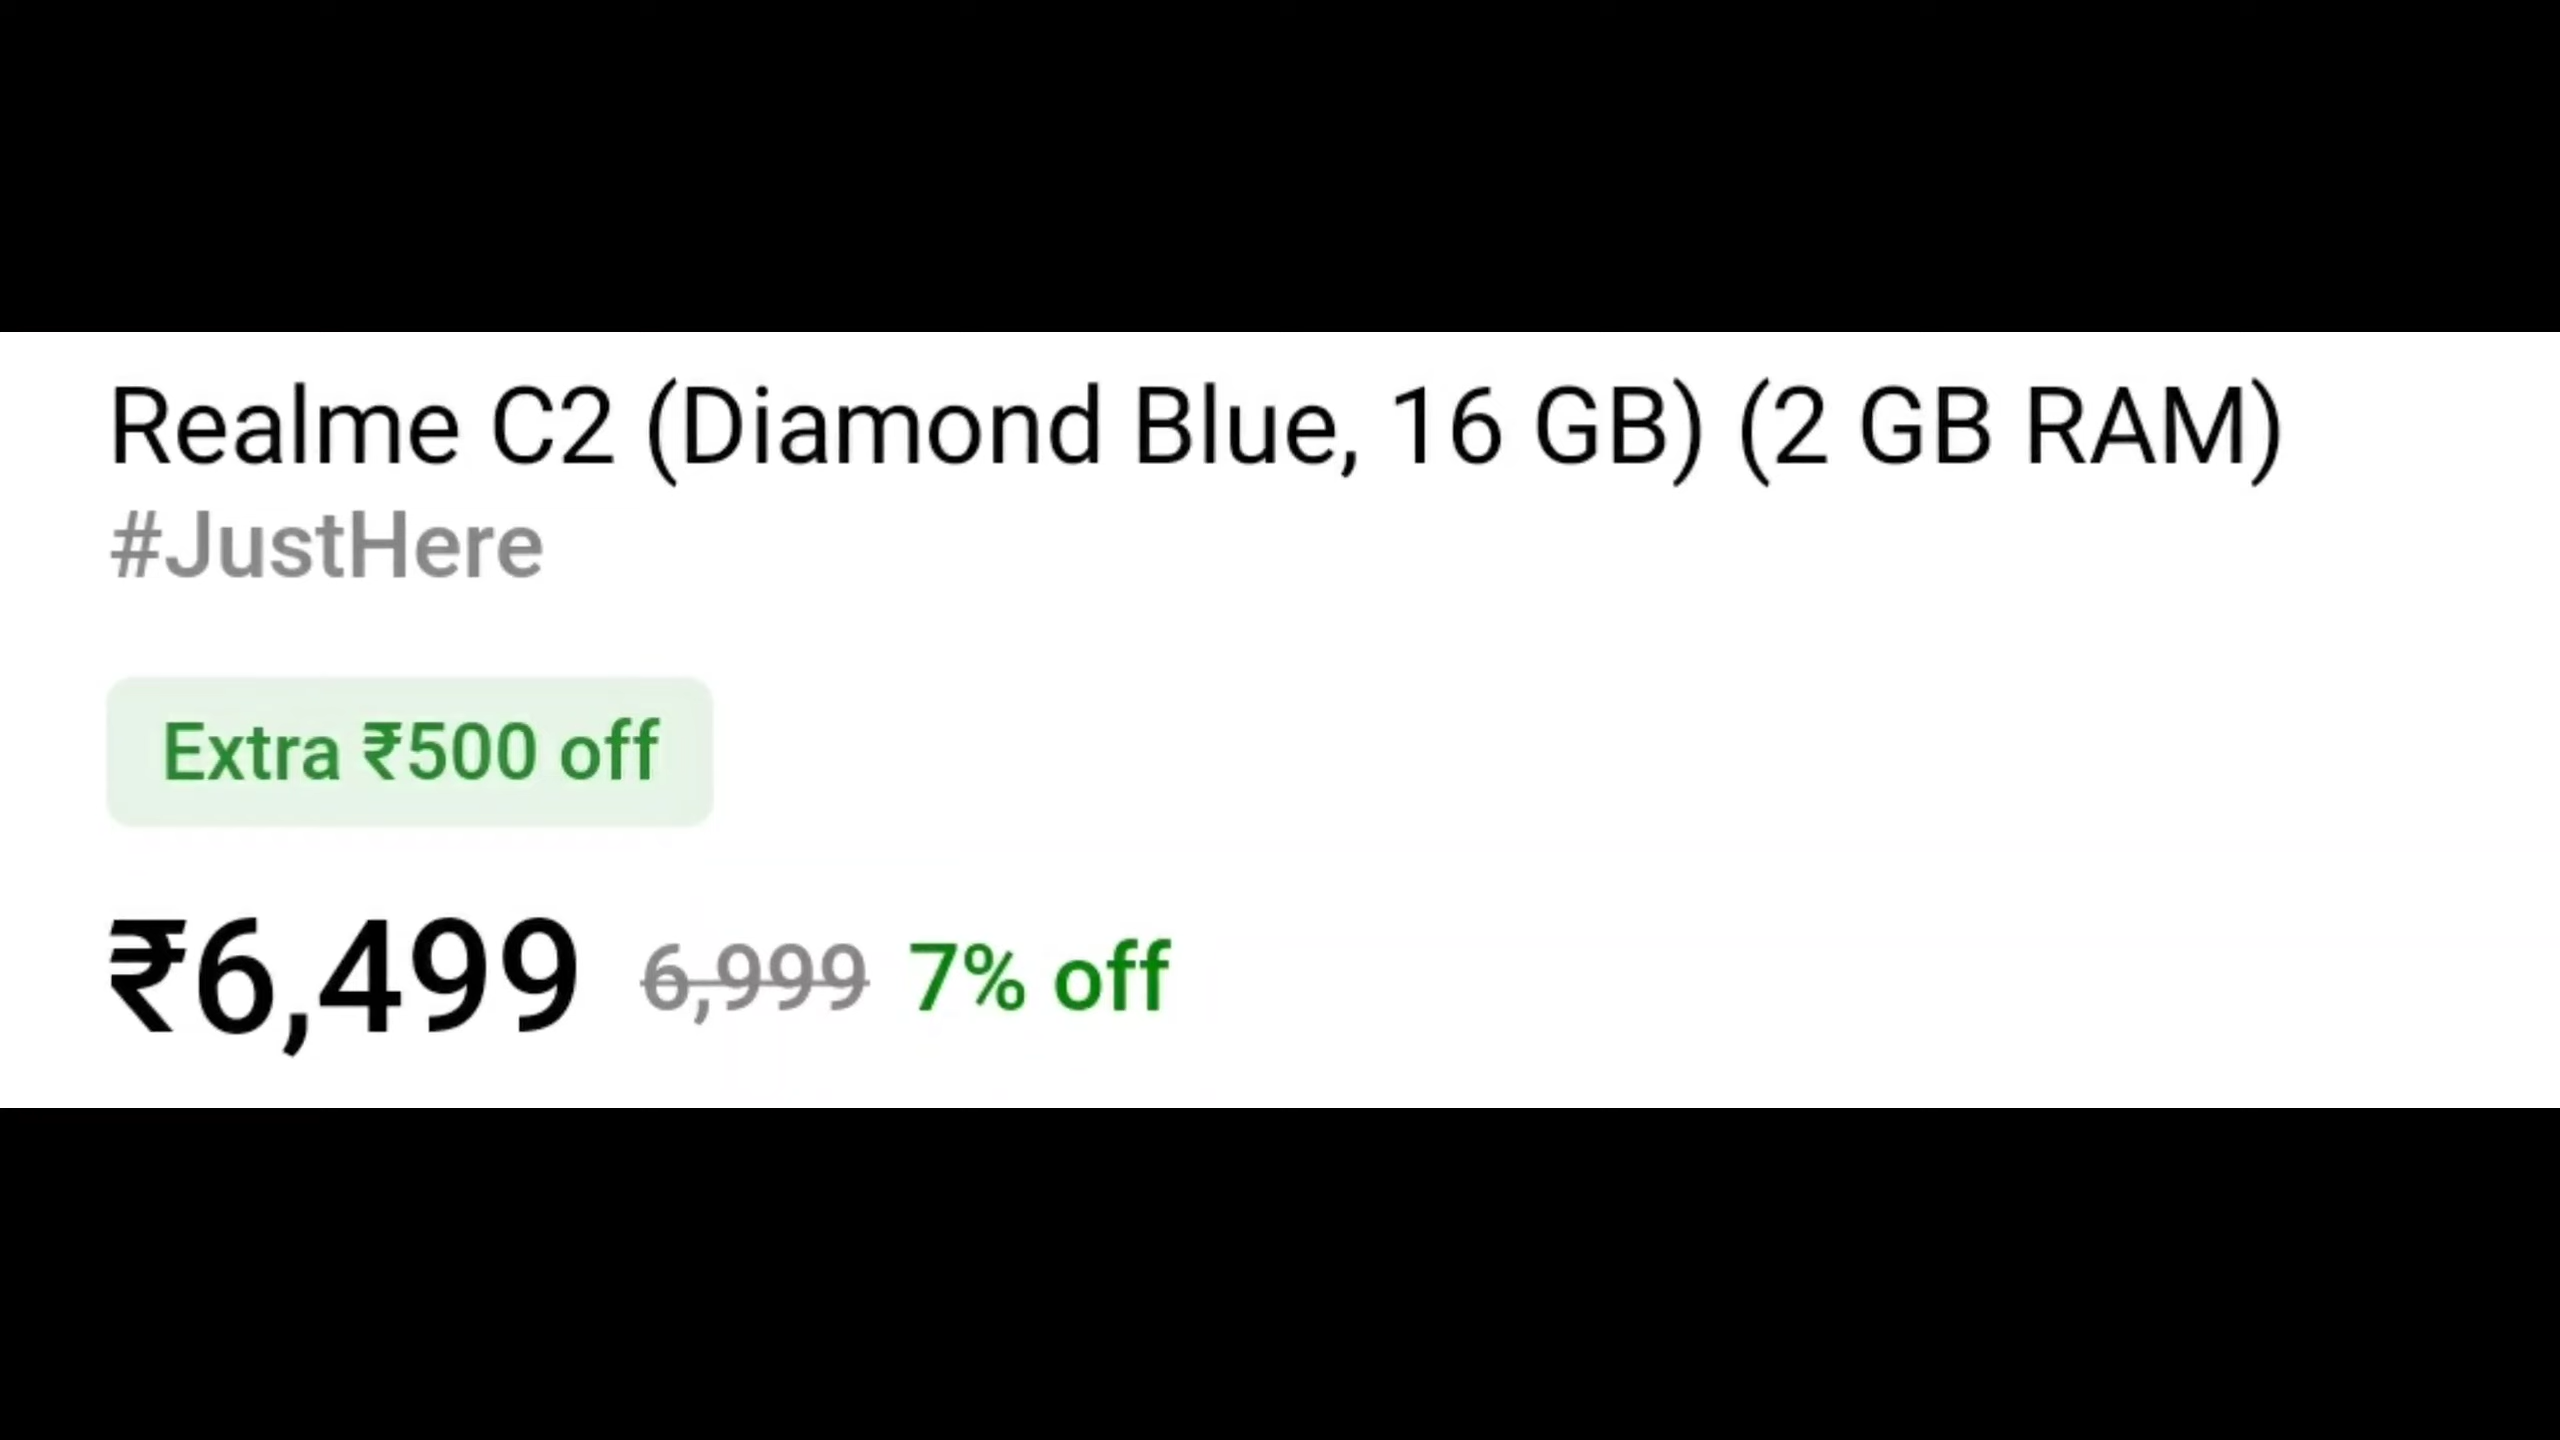 Realme C2 (Diamond Blue, 16 GB) (2 GB RAM)
#JustHere
Extra ₹500 off
₹6,499 6,999 7% off